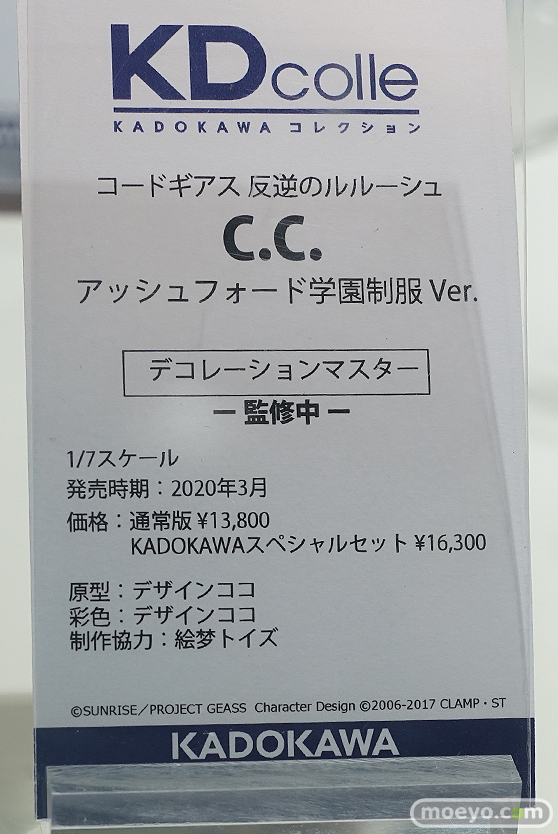 KDcolle
KADOKAWA コレクション
コードギアス 反逆のルルーシュ
C.C.
アッシュフォード学園制服 Ver.
デコレーションマスター
ー 監修中 ー
1/7スケール
発売時期：2020年3月
価格：通常版 ¥13,800
KADOKAWAスペシャルセット ¥16,300
原型：デザインココ
彩色：デザインココ
制作協力：絵梦トイズ
©SUNRISE／PROJECT GEASS Character Design ©2006-2017 CLAMP・ST
KADOKAWA
moeyo.com